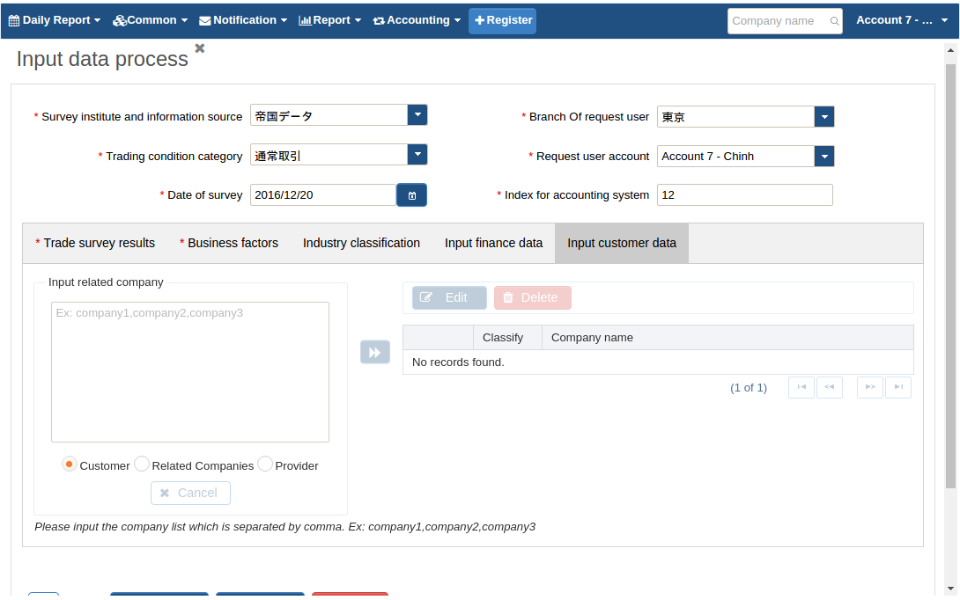 Daily Report Common Notification Report Accounting Register Company name Account 7 - ...
Input data process
* Survey institute and information source 帝国データ * Branch Of request user 東京
* Trading condition category 通常取引 * Request user account Account 7 - Chinh
* Date of survey 2016/12/20 * Index for accounting system 12
* Trade survey results * Business factors Industry classification Input finance data Input customer data
Input related company
Ex: company1,company2,company3
Edit Delete
Classify Company name
No records found.
(1 of 1)
Customer Related Companies Provider
Cancel
Please input the company list which is separated by comma. Ex: company1,company2,company3